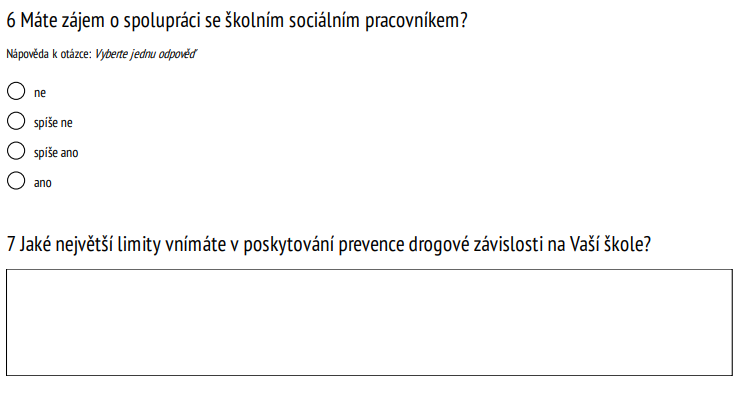 6 Máte zájem o spolupráci se školním sociálním pracovníkem?
Nápověda k otázce: Vyberte jednu odpověď
ne
spíše ne
spíše ano
ano
7 Jaké největší limity vnímáte v poskytování prevence drogové závislosti na Vaší škole?